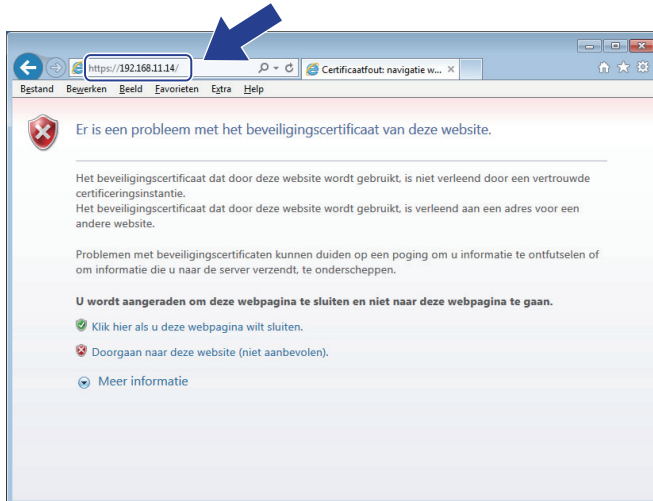 https://192.168.11.14/
Certificaatfout: navigatie w...
Bestand Bewerken Beeld Favorieten Extra Help
Er is een probleem met het beveiligingscertificaat van deze website.
Het beveiligingscertificaat dat door deze website wordt gebruikt, is niet verleend door een vertrouwde
certificeringsinstantie.
Het beveiligingscertificaat dat door deze website wordt gebruikt, is verleend aan een adres voor een
andere website.
Problemen met beveiligingscertificaten kunnen duiden op een poging om u informatie te ontfutselen of
om informatie die u naar de server verzendt, te onderscheppen.
U wordt aangeraden om deze webpagina te sluiten en niet naar deze webpagina te gaan.
Klik hier als u deze webpagina wilt sluiten.
Doorgaan naar deze website (niet aanbevolen).
Meer informatie